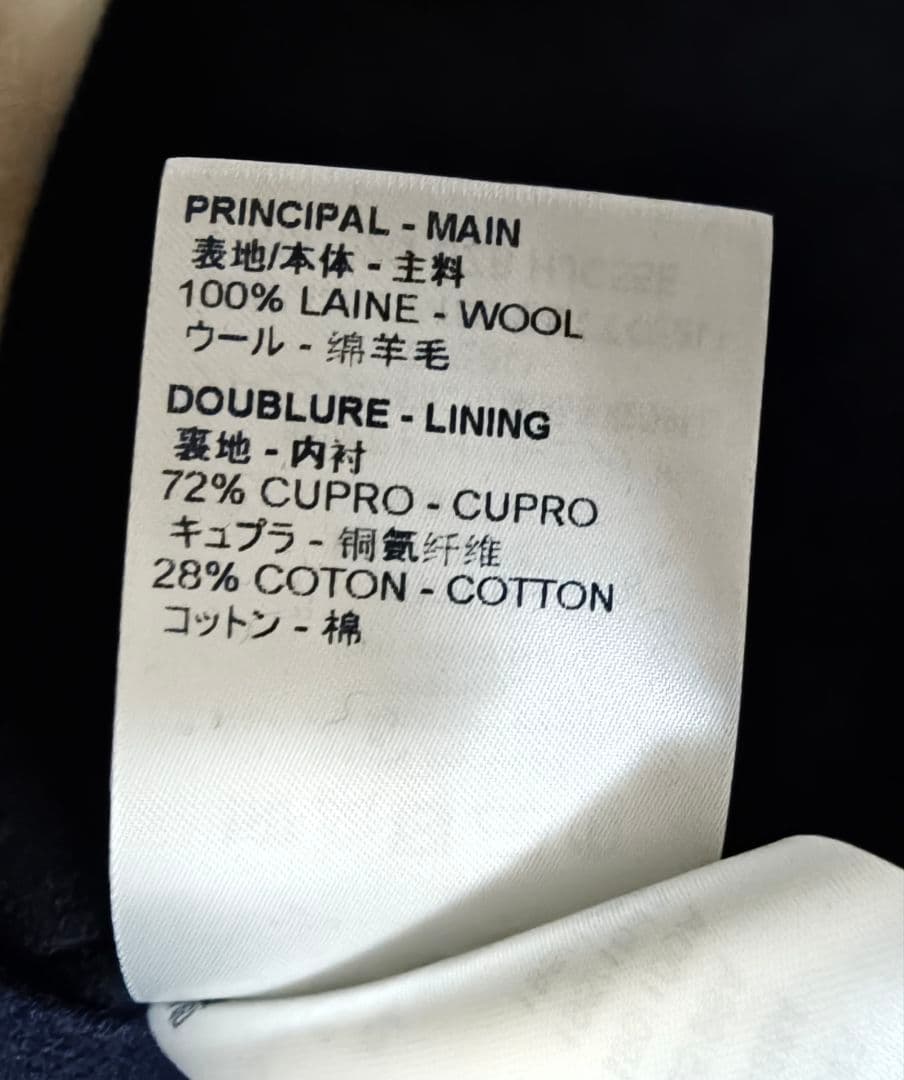 PRINCIPAL - MAIN
表地/本体 - 主料
100% LAINE - WOOL
ウール - 绵羊毛
DOUBLURE - LINING
裏地 - 内衬
72% CUPRO - CUPRO
キュプラ - 铜氨纤维
28% COTON - COTTON
コットン - 棉